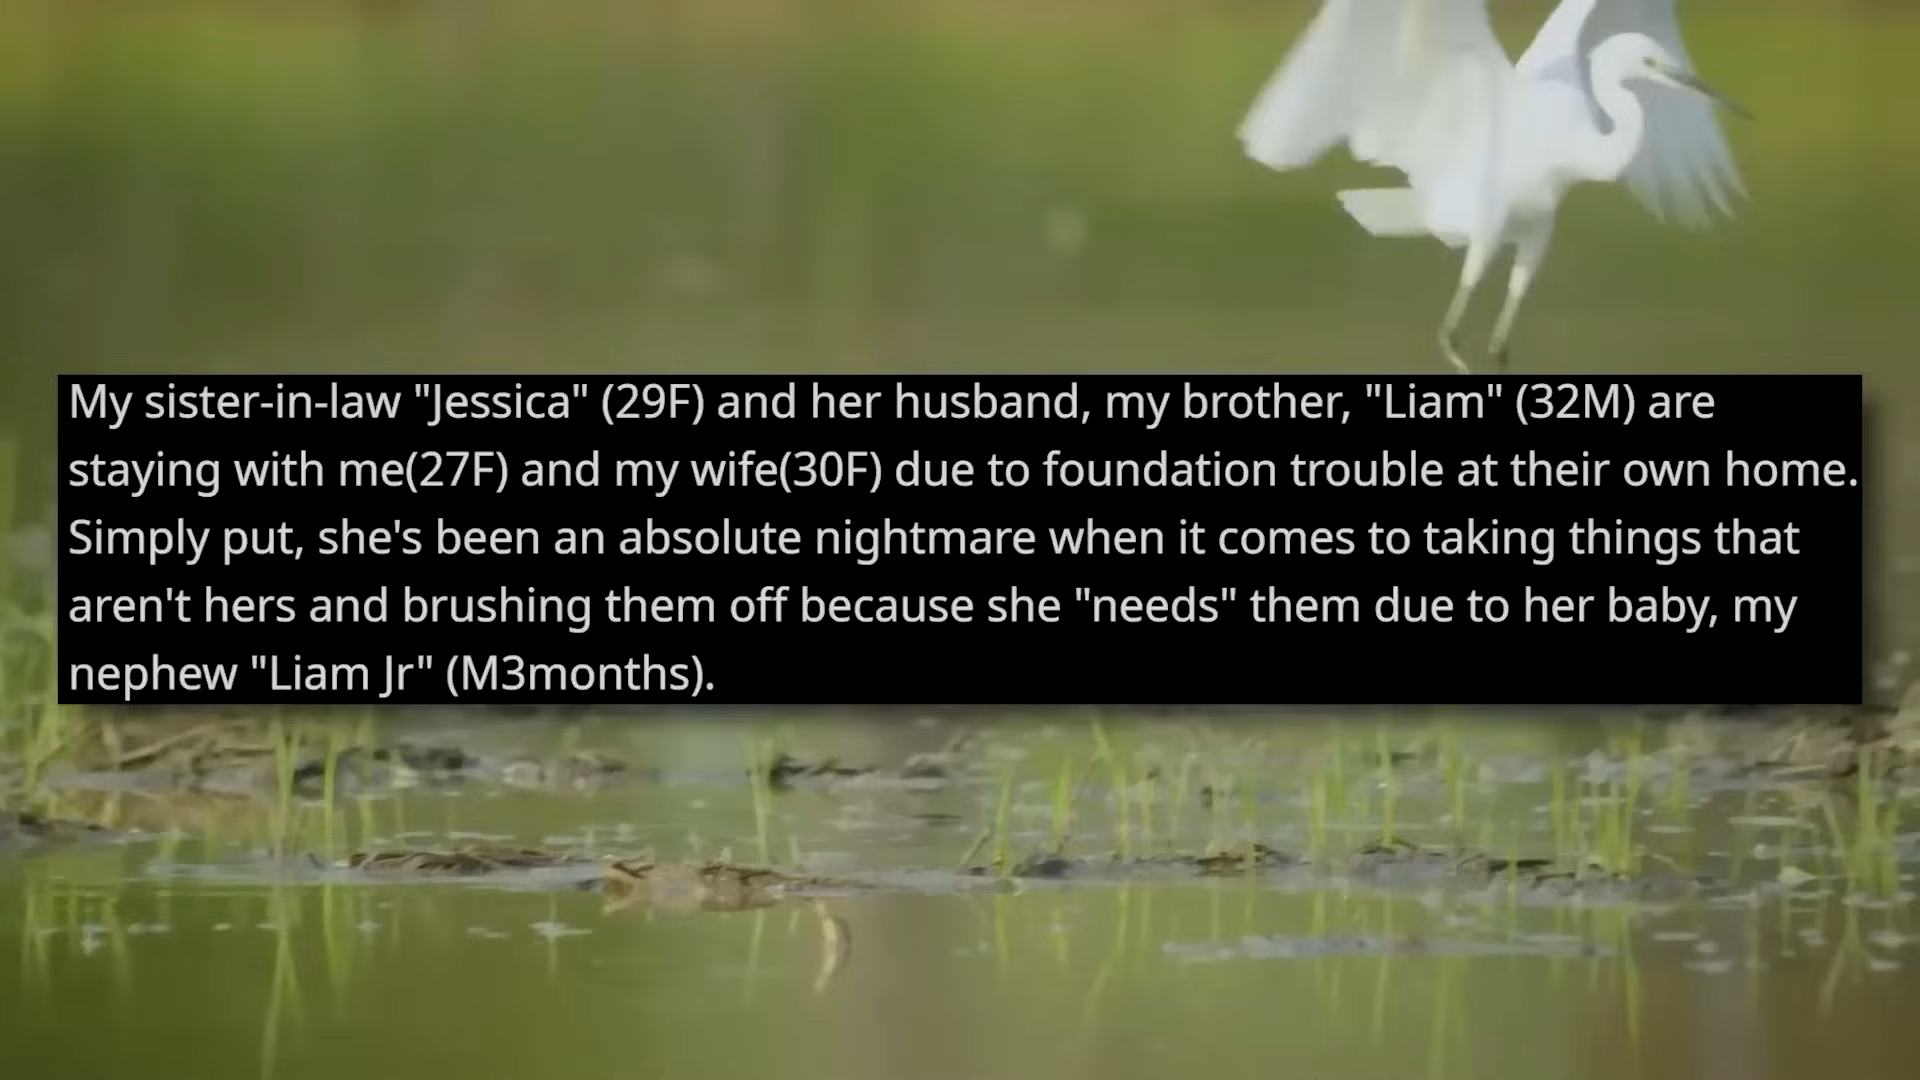 My sister-in-law "Jessica" (29F) and her husband, my brother, "Liam" (32M) are
staying with me(27F) and my wife(30F) due to foundation trouble at their own home.
Simply put, she's been an absolute nightmare when it comes to taking things that
aren't hers and brushing them off because she "needs" them due to her baby, my
nephew "Liam Jr" (M3months).